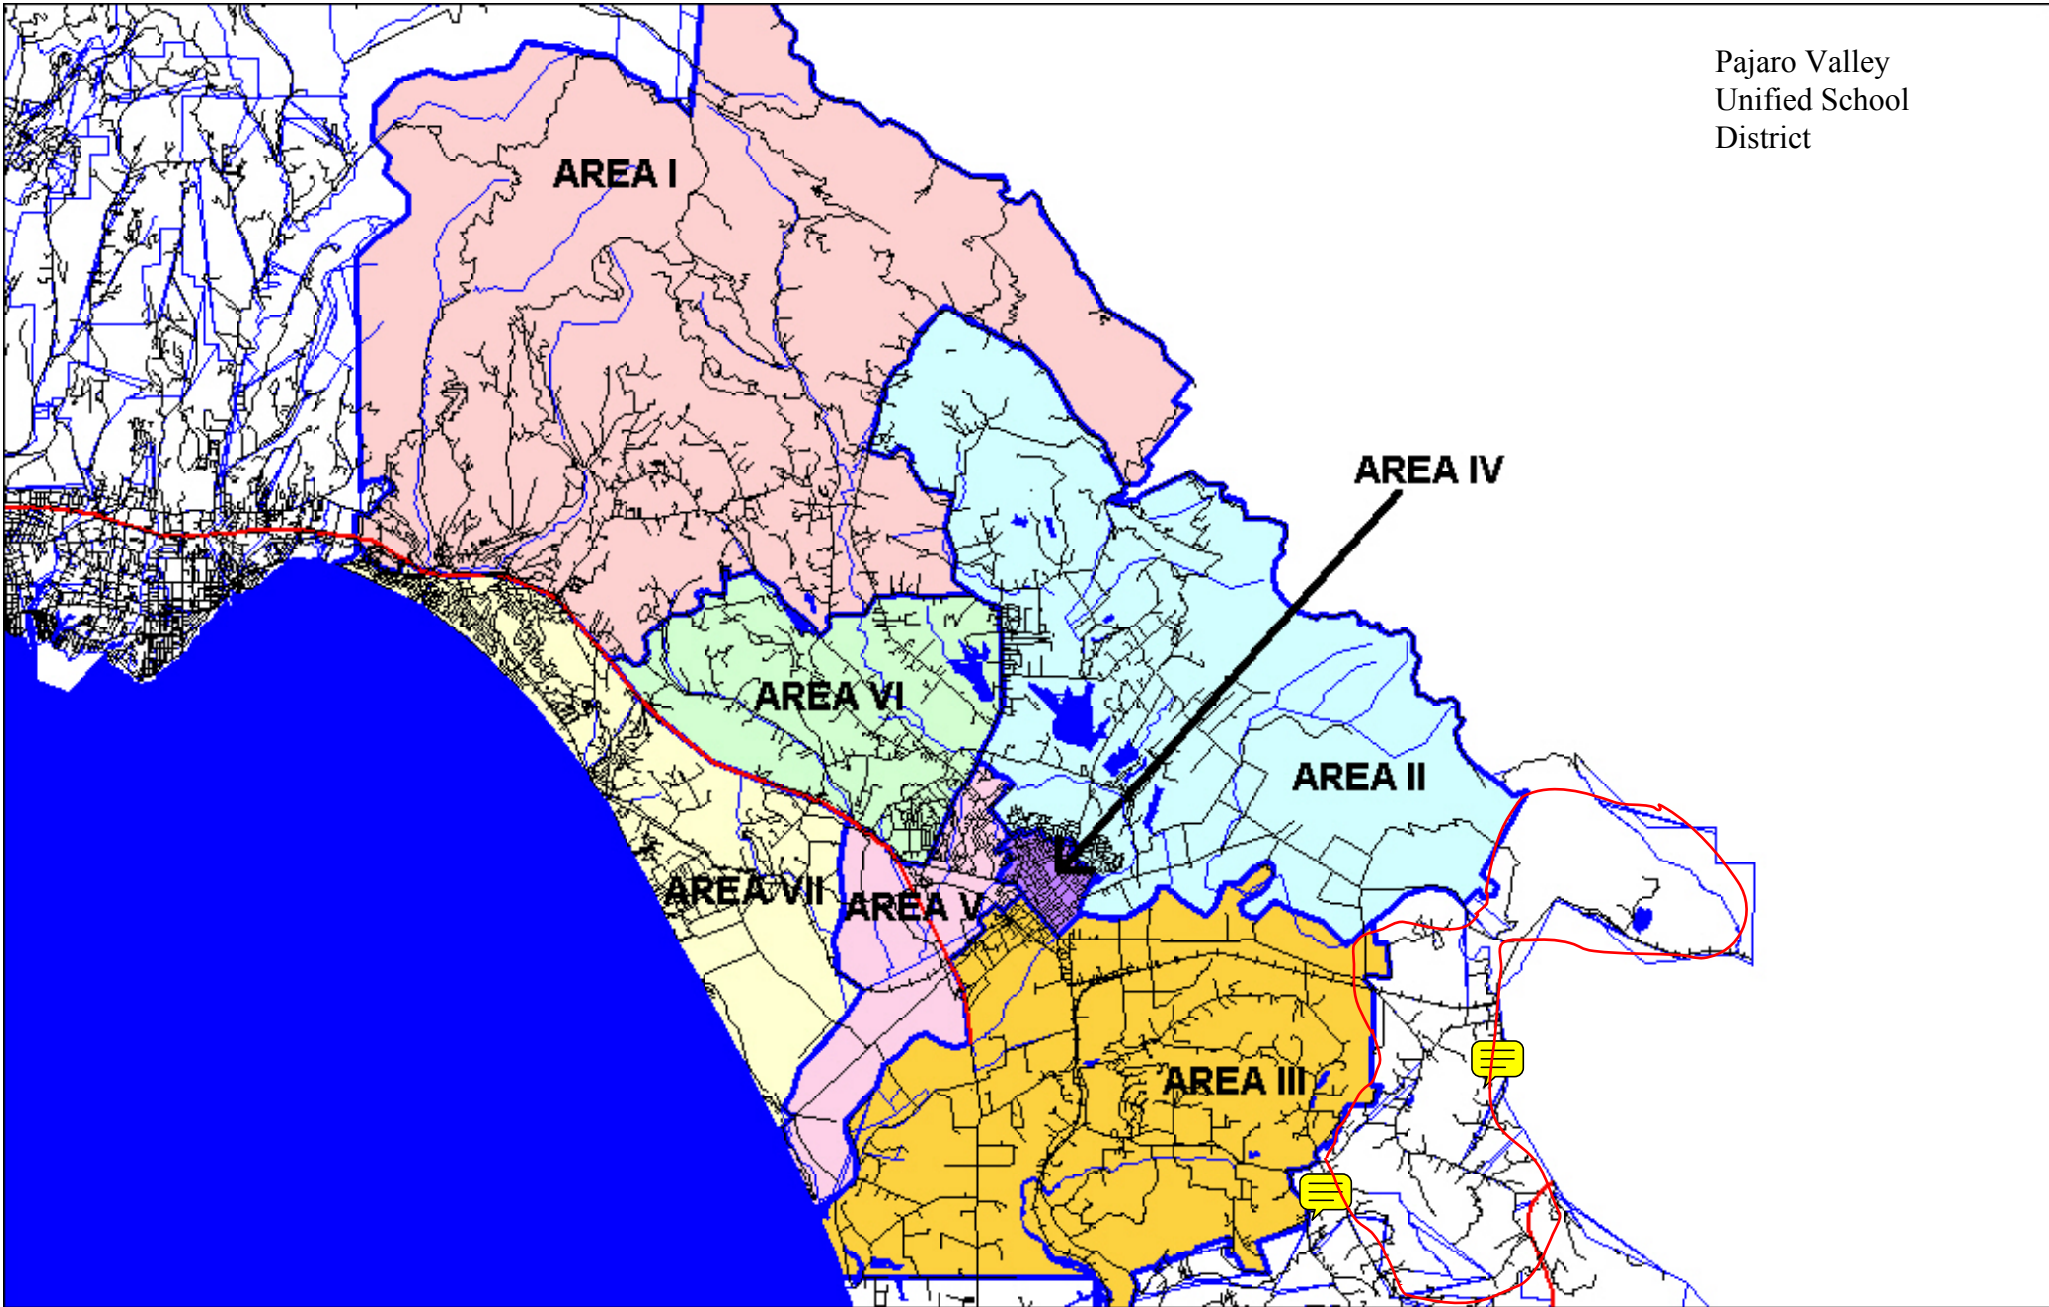 Pajaro Valley
Unified School
District
AREA I
AREA IV
AREA VI
AREA II
AREA VII
AREA V
AREA III